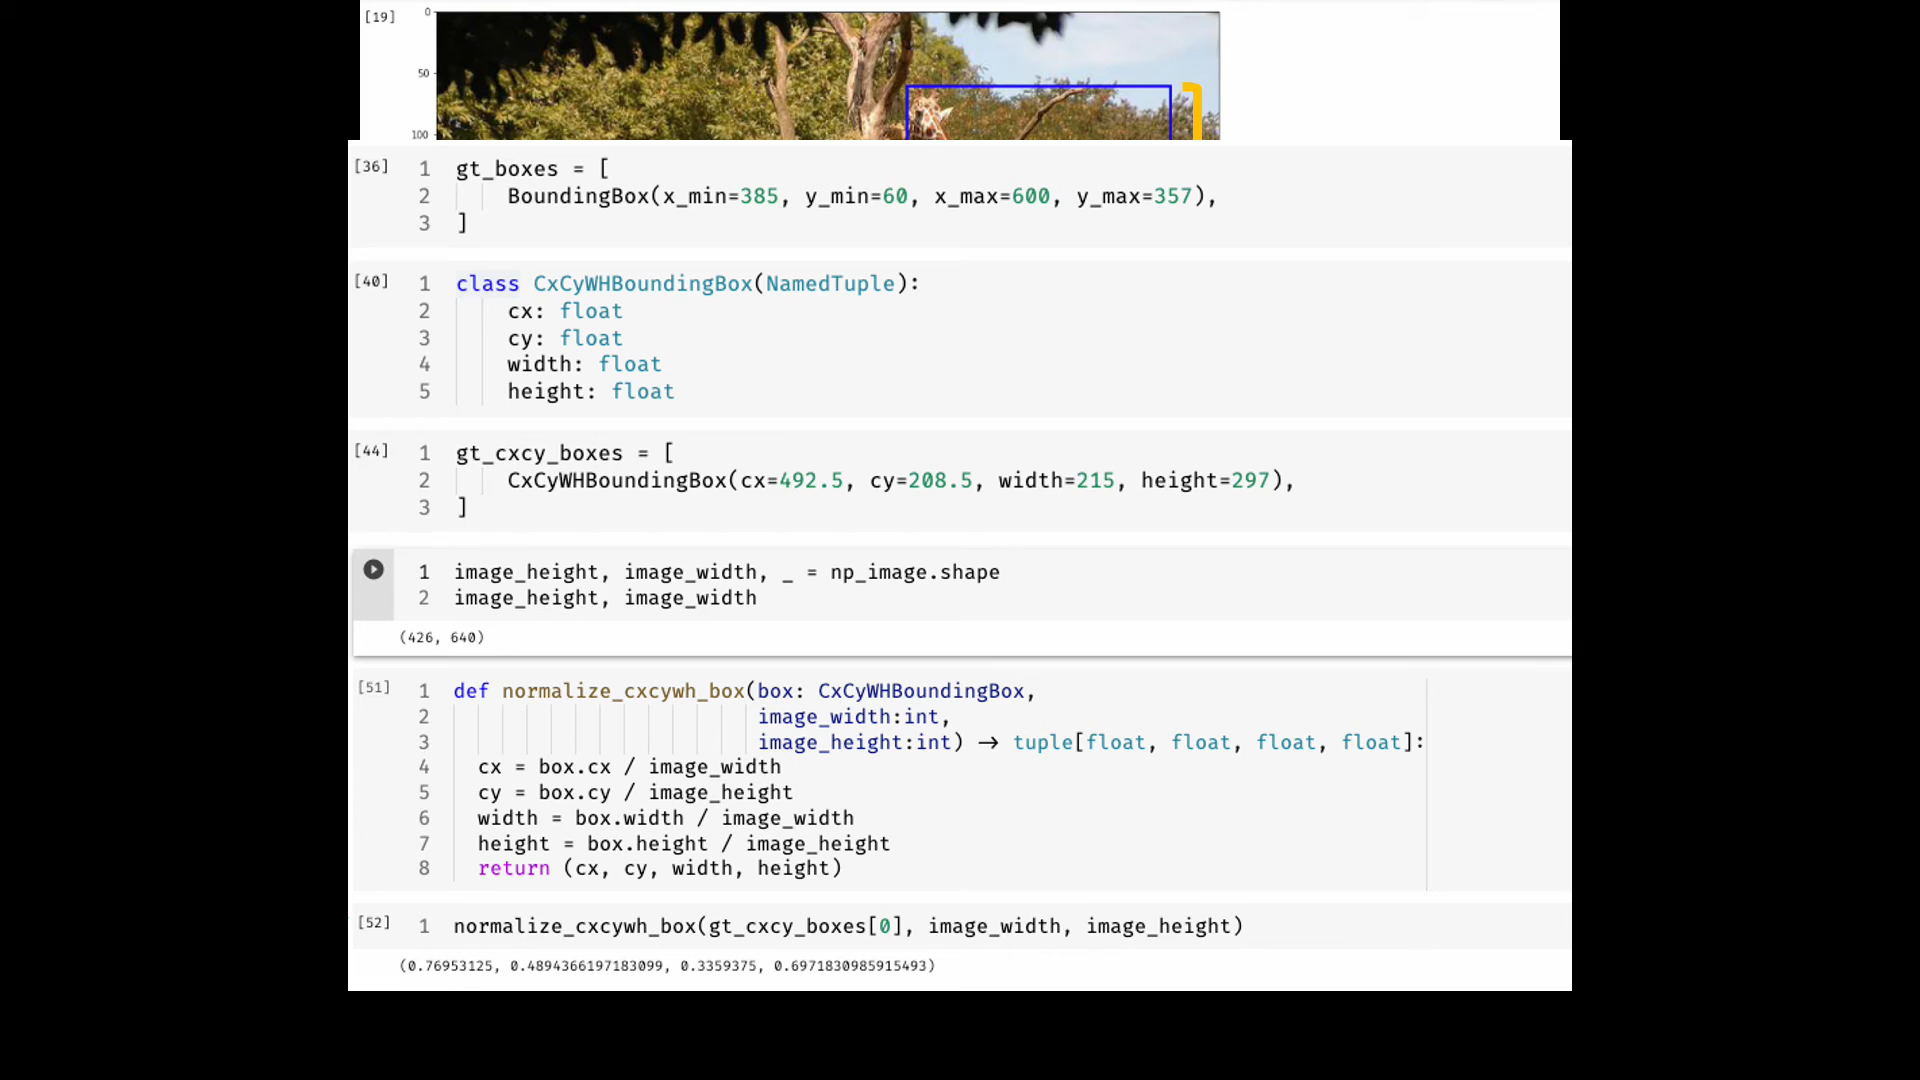 [19]
0
50
100
[36]
1 gt_boxes = [
2 BoundingBox(x_min=385, y_min=60, x_max=600, y_max=357),
3 ]
[40]
1 class CxCyWHBoundingBox(NamedTuple):
2 cx: float
3 cy: float
4 width: float
5 height: float
[44]
1 gt_cxcy_boxes = [
2 CxCyWHBoundingBox(cx=492.5, cy=208.5, width=215, height=297),
3 ]
1 image_height, image_width, _ = np_image.shape
2 image_height, image_width
(426, 640)
[51]
1 def normalize_cxcywh_box(box: CxCyWHBoundingBox,
2 image_width:int,
3 image_height:int) → tuple[float, float, float, float]:
4 cx = box.cx / image_width
5 cy = box.cy / image_height
6 width = box.width / image_width
7 height = box.height / image_height
8 return (cx, cy, width, height)
[52]
1 normalize_cxcywh_box(gt_cxcy_boxes[0], image_width, image_height)
(0.76953125, 0.4894366197183099, 0.3359375, 0.6971830985915493)